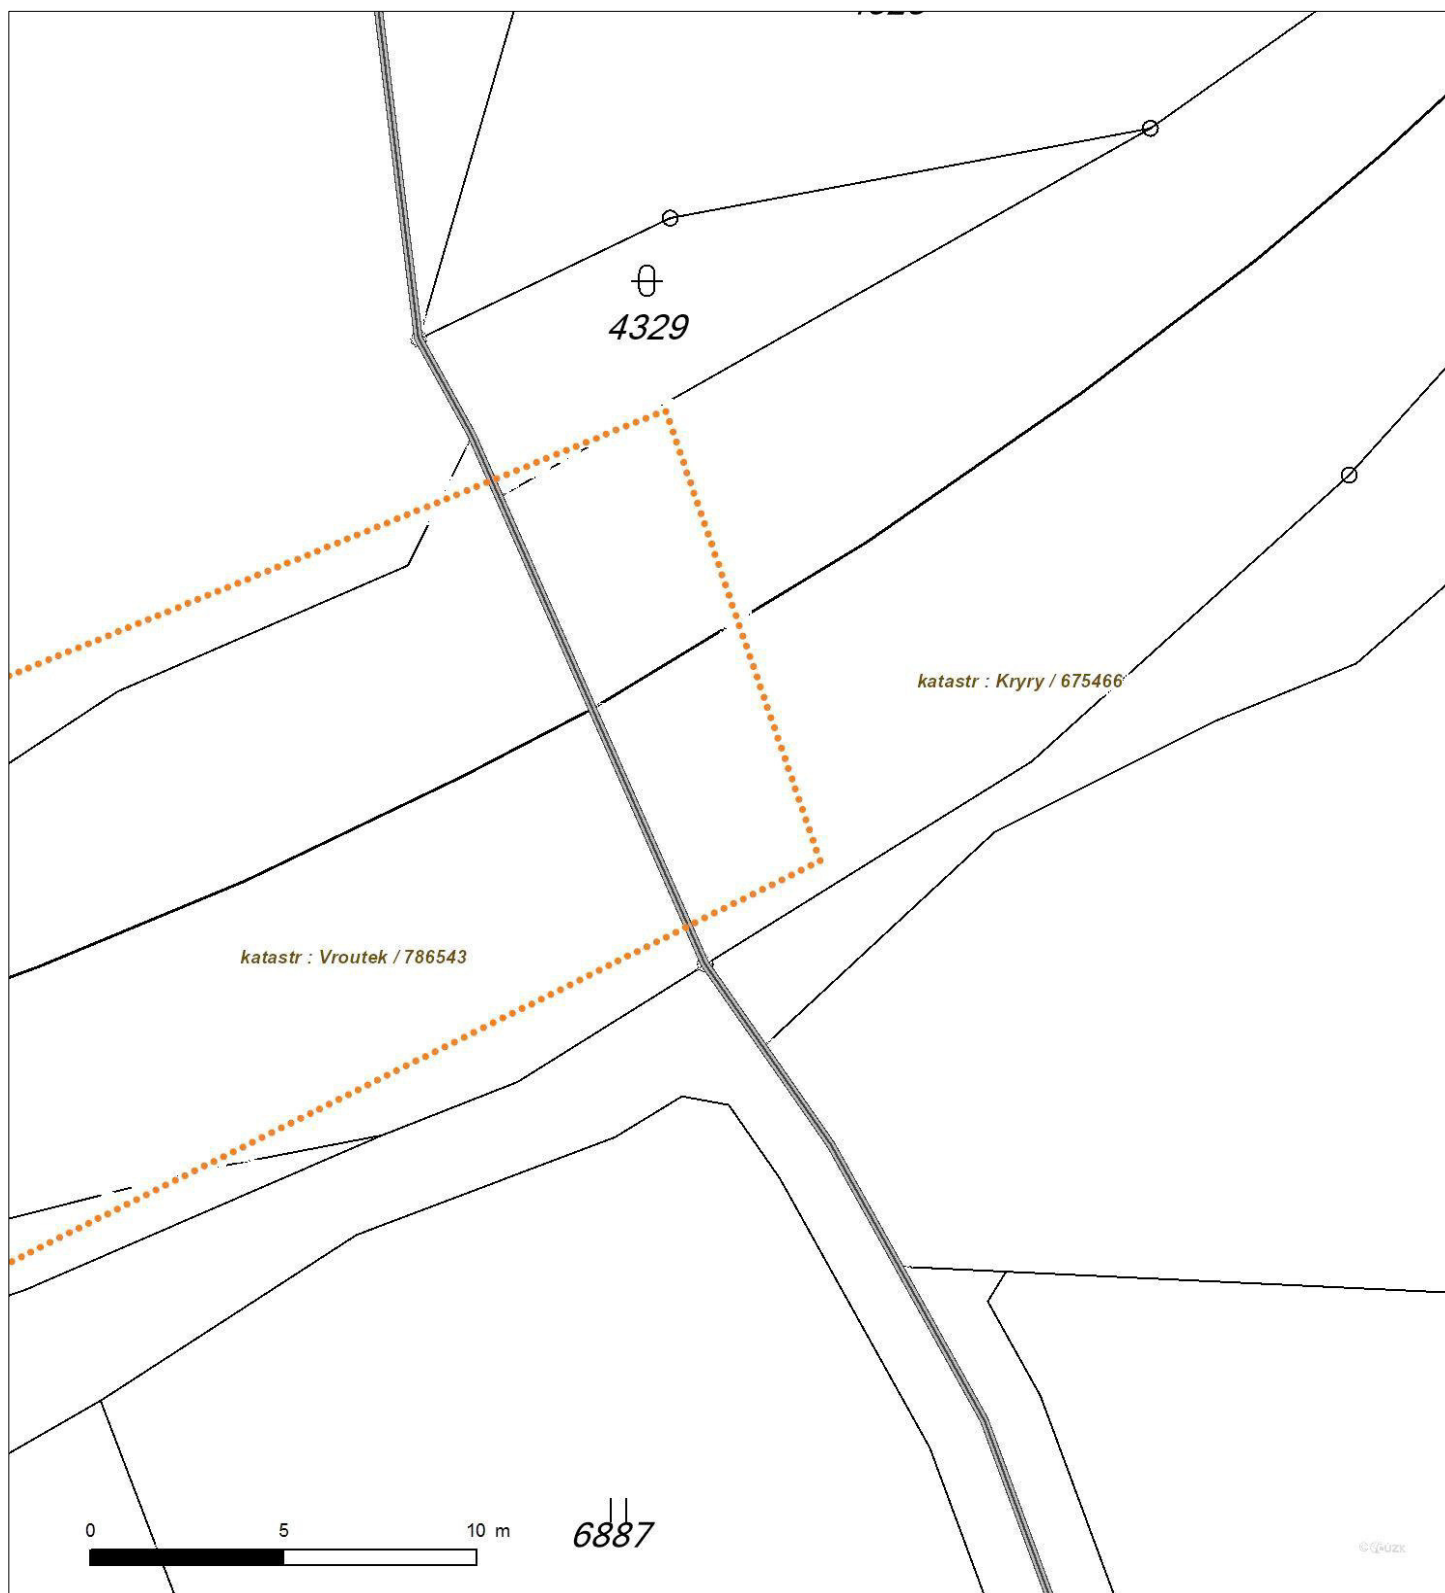 4329
katastr : Kryry / 675466
katastr : Vroutek / 786543
0 5 10 m
6887